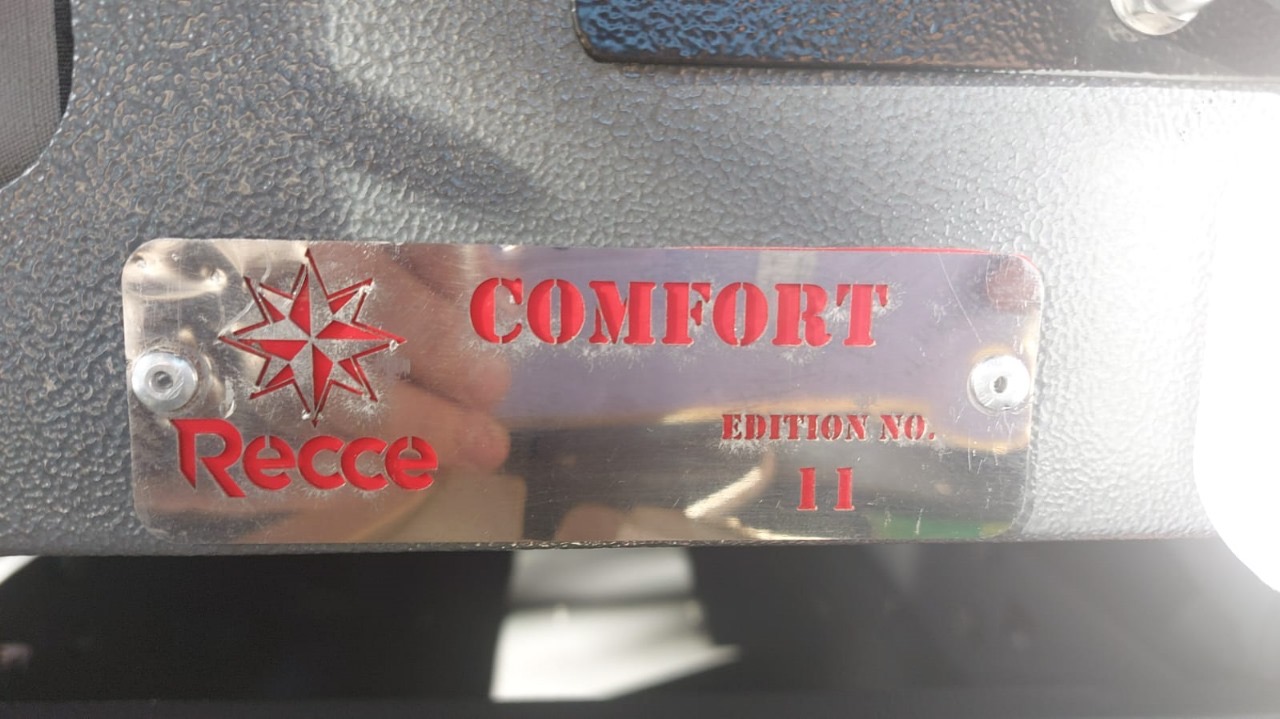 COMFORT
Recce
EDITION NO.
11